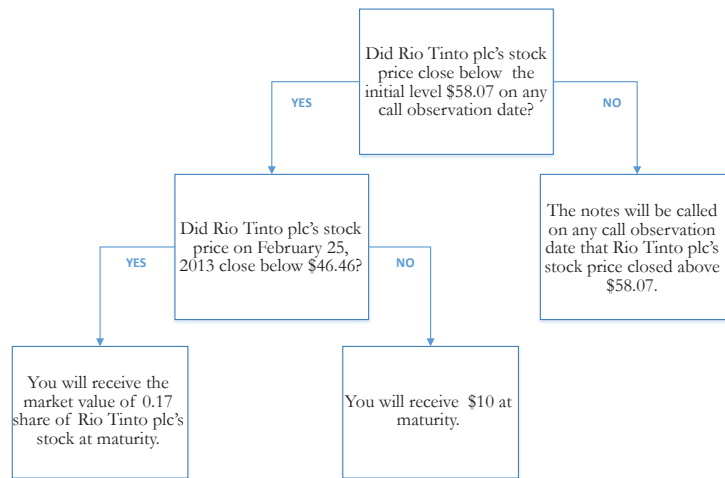 Did Rio Tinto plc's stock
price close below the
initial level $58.07 on any
call observation date?
YES
NO
Did Rio Tinto plc's stock
price on February 25,
2013 close below $46.46?
The notes will be called
on any call observation
date that Rio Tinto plc's
stock price closed above
$58.07.
YES
NO
You will receive the
market value of 0.17
share of Rio Tinto plc's
stock at maturity.
You will receive $10 at
maturity.